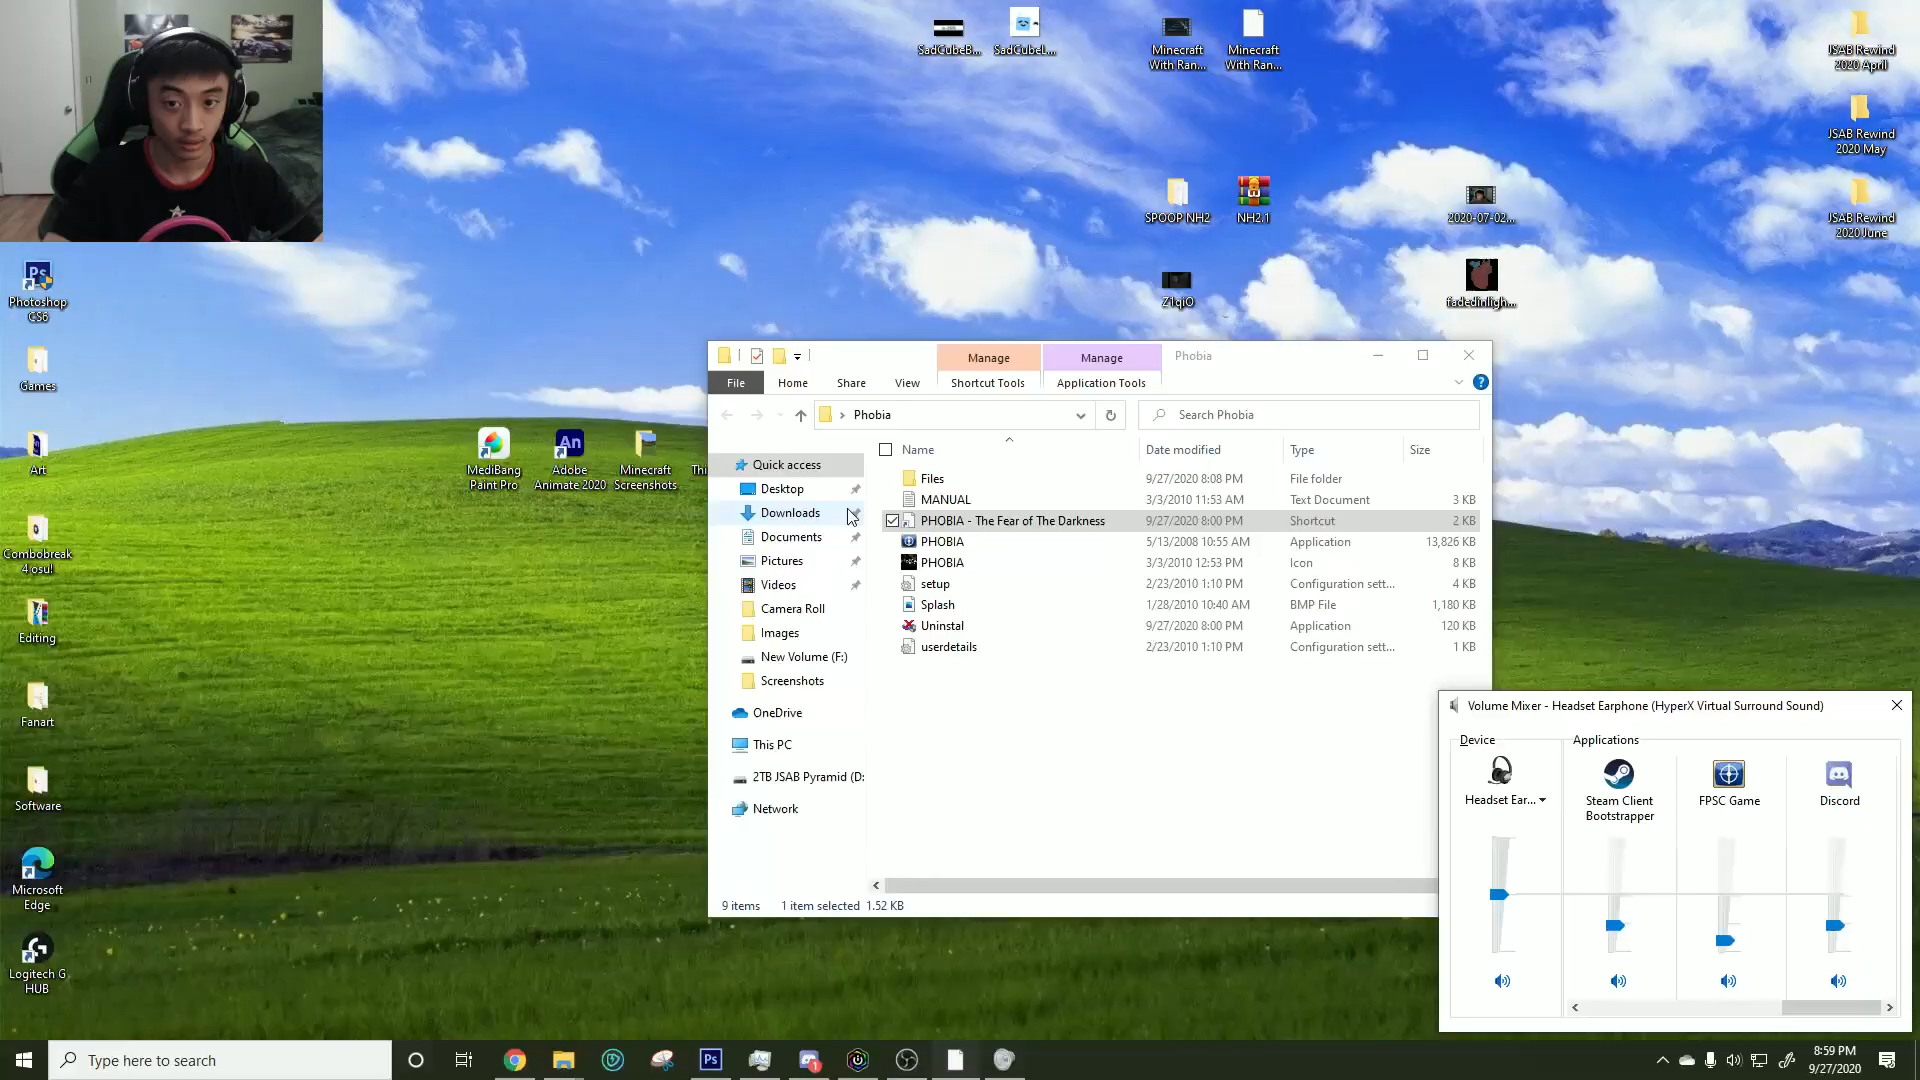 SadCubeB...
SadCubeL...
Minecraft
With Ran...
Minecraft
With Ran...
JSAB Rewind
2020 April
JSAB Rewind
2020 May
SPOOP NH2
NH2.1
2020-07-02...
JSAB Rewind
2020 June
Z1qiO
fadedinligh...
Photoshop
CS6
Games
Art
MediBang
Paint Pro
Adobe
Animate 2020
Minecraft
Screenshots
Thi
Combobreak
4 osu!
Editing
Fanart
Software
Microsoft
Edge
Logitech G
HUB
Manage
Manage
Phobia
File
Home
Share
View
Shortcut Tools
Application Tools
Phobia
Search Phobia
Name
Date modified
Type
Size
Quick access
Desktop
Downloads
Documents
Pictures
Videos
Camera Roll
Images
New Volume (F:)
Screenshots
OneDrive
This PC
2TB JSAB Pyramid (D:
Network
Files 9/27/2020 8:08 PM File folder
MANUAL 3/3/2010 11:53 AM Text Document 3 KB
PHOBIA - The Fear of The Darkness 9/27/2020 8:00 PM Shortcut 2 KB
PHOBIA 5/13/2008 10:55 AM Application 13,826 KB
PHOBIA 3/3/2010 12:53 PM Icon 8 KB
setup 2/23/2010 1:10 PM Configuration sett... 4 KB
Splash 1/28/2010 10:40 AM BMP File 1,180 KB
Uninstal 9/27/2020 8:00 PM Application 120 KB
userdetails 2/23/2010 1:10 PM Configuration sett... 1 KB
9 items 1 item selected 1.52 KB
Volume Mixer - Headset Earphone (HyperX Virtual Surround Sound)
Device
Applications
Headset Ear...
Steam Client
Bootstrapper
FPSC Game
Discord
Type here to search
8:59 PM
9/27/2020